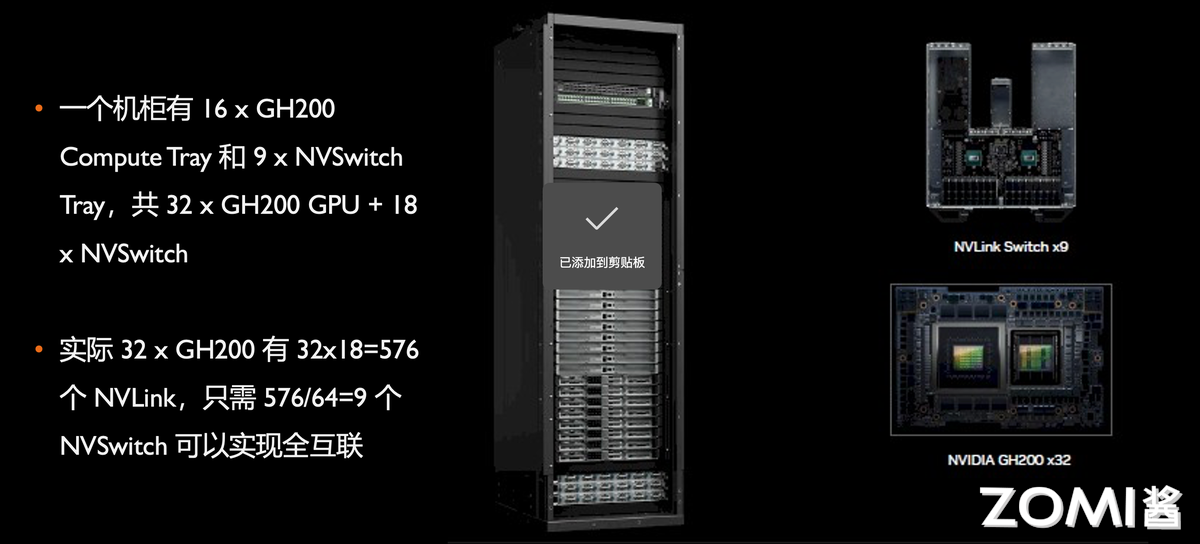 一个机柜有 16 x GH200
Compute Tray 和 9 x NVSwitch
Tray，共 32 x GH200 GPU + 18
x NVSwitch
实际 32 x GH200 有 32x18=576
个 NVLink，只需 576/64=9 个
NVSwitch 可以实现全互联
已添加到剪贴板
NVLink Switch x9
NVIDIA GH200 x32
ZOMI酱